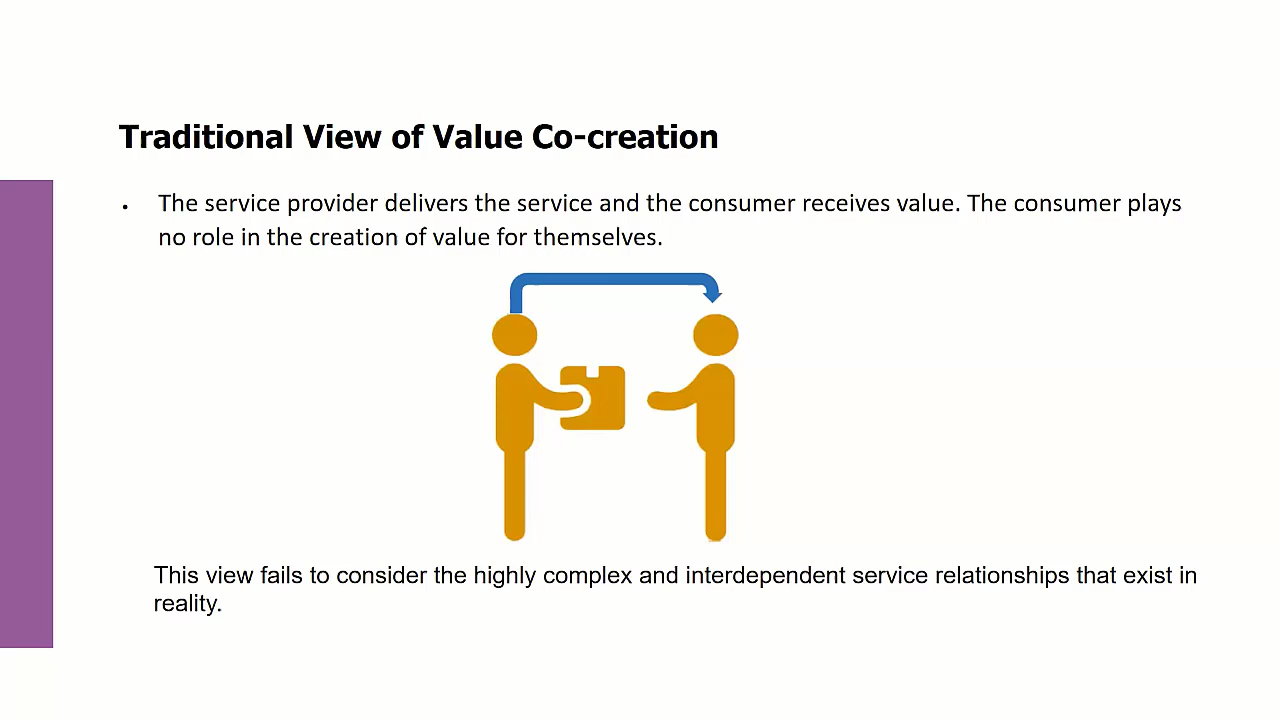 Traditional View of Value Co-creation
• The service provider delivers the service and the consumer receives value. The consumer plays
no role in the creation of value for themselves.
This view fails to consider the highly complex and interdependent service relationships that exist in
reality.